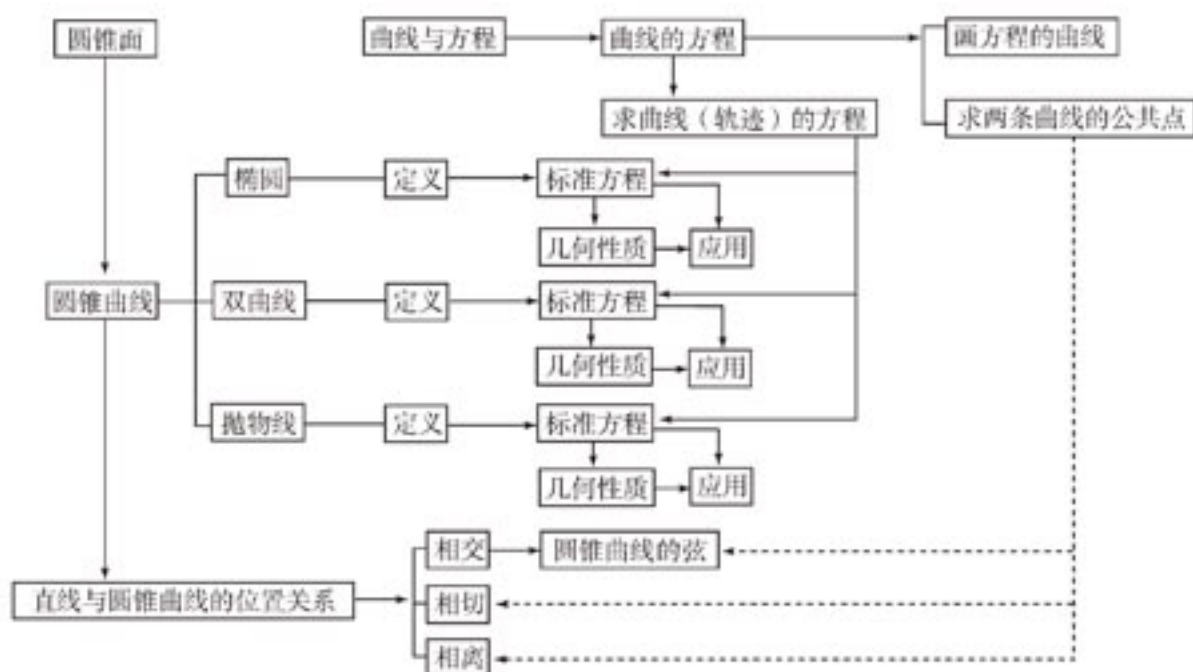 圆锥面
曲线与方程
曲线的方程
画方程的曲线
求曲线（轨迹）的方程
求两条曲线的公共点
椭圆
定义
标准方程
几何性质
应用
圆锥曲线
双曲线
定义
标准方程
几何性质
应用
抛物线
定义
标准方程
几何性质
应用
相交
圆锥曲线的弦
直线与圆锥曲线的位置关系
相切
相离